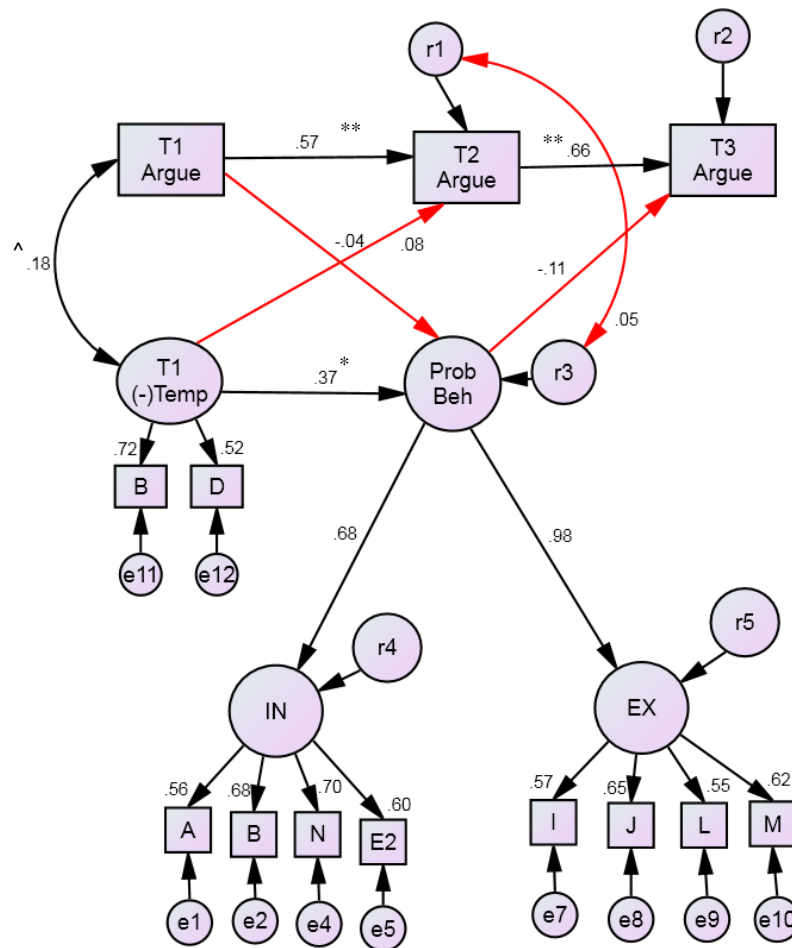 r1
r2
T1
Argue
.57
**
T2
Argue
**
.66
T3
Argue
^
.18
-.04
.08
-.11
.05
T1
(-)Temp
.37
*
Prob
Beh
r3
.72
.52
B
D
e11
e12
.68
.98
r4
r5
IN
EX
.56
.68
.70
.60
.57
.65
.55
.62
A
B
N
E2
I
J
L
M
e1
e2
e4
e5
e7
e8
e9
e10